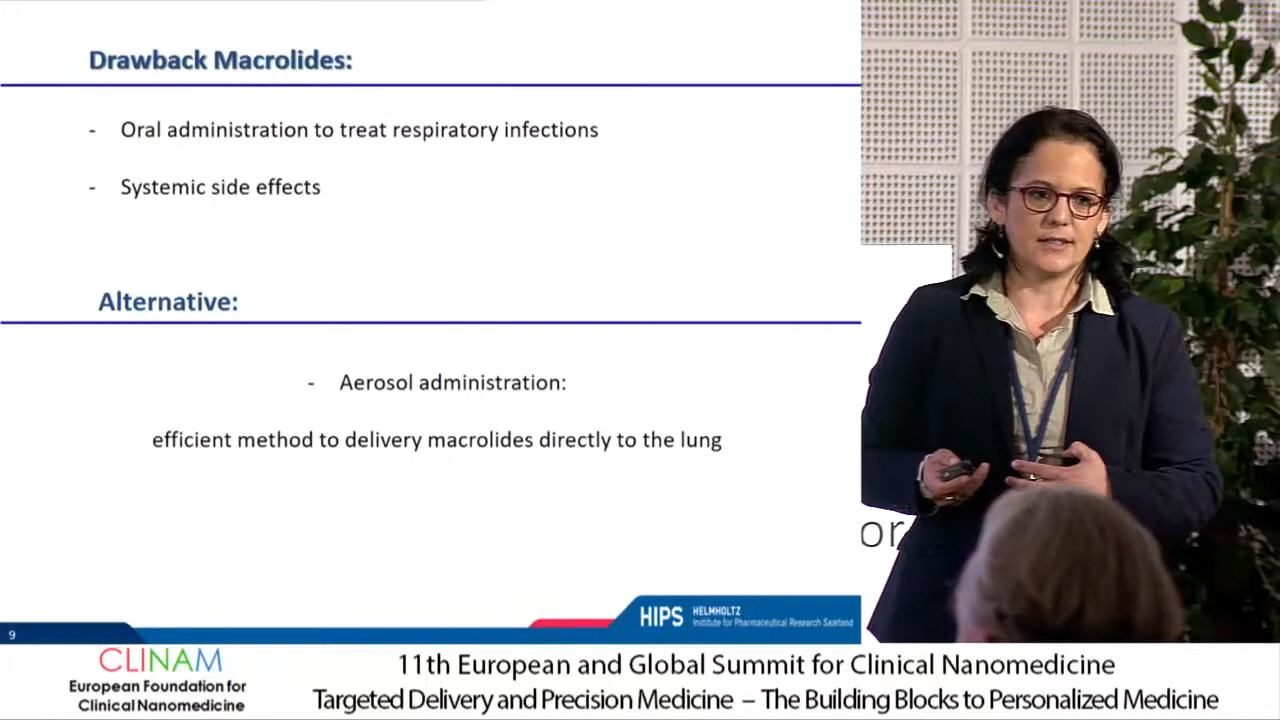 Drawback Macrolides:
- Oral administration to treat respiratory infections
- Systemic side effects
Alternative:
- Aerosol administration:
efficient method to delivery macrolides directly to the lung
or
9
HIPS
HELMHOLTZ
Institute for Pharmaceutical Research Saarland
CLINAM
European Foundation for
Clinical Nanomedicine
11th European and Global Summit for Clinical Nanomedicine
Targeted Delivery and Precision Medicine – The Building Blocks to Personalized Medicine